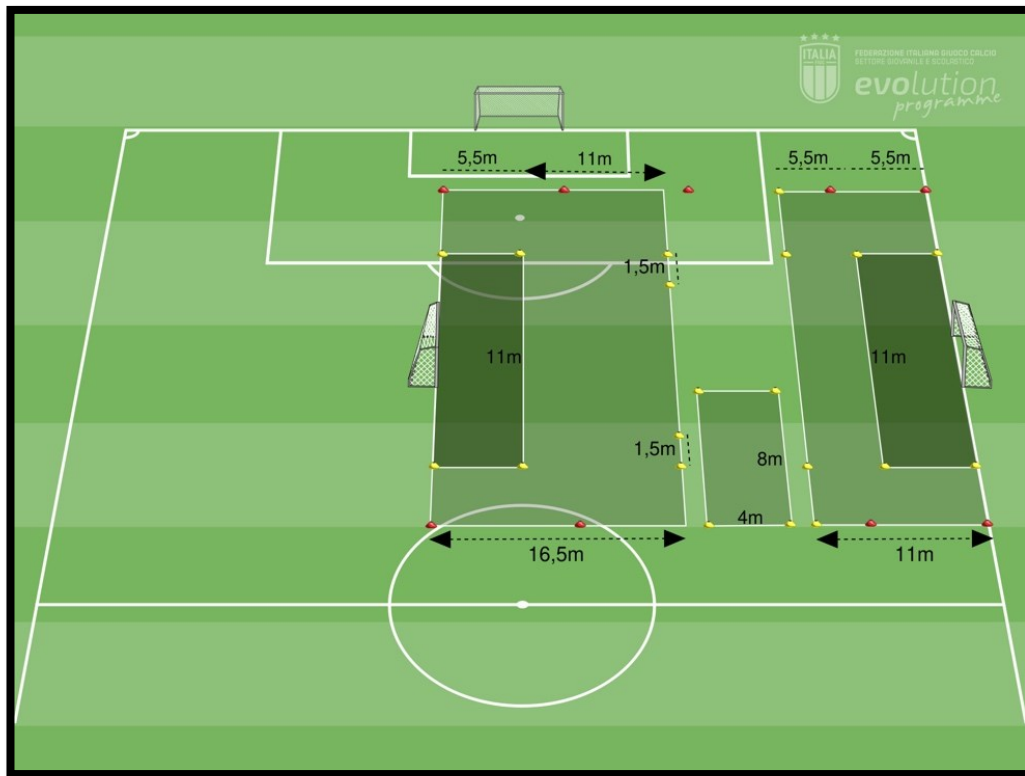 ITALIA
FEDERAZIONE ITALIANA GIUOCO CALCIO
SETTORE GIOVANILE E SCOLASTICO
evolution
programme
5,5m
11m
5,5m
5,5m
1,5m
11m
11m
1,5m
8m
4m
16,5m
11m